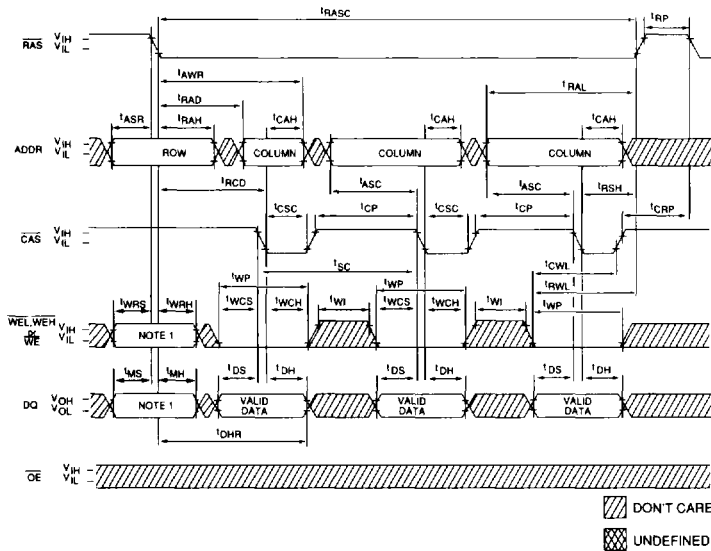 tRASC
tRP
RAS VIH VIL
tAWR
tRAD
tRAL
tASR tRAH tCAH tCAH tCAH
ADDR VIH VIL ROW COLUMN COLUMN COLUMN
tRCD tASC tASC tRSH
tCSC tCP tCSC tCP tCRP
CAS VIH VIL
tSC tCWL
tWP tWP tRWL
tWRS tWRH tWCS tWCH tWI tWCS tWCH tWI tWP
WEL,WEH or WE VIH VIL NOTE 1
tMS tMH tDS tDH tDS tDH tDS tDH
DQ VOH VOL NOTE 1 VALID DATA VALID DATA VALID DATA
tDHR
OE VIH VIL
DON'T CARE
UNDEFINED